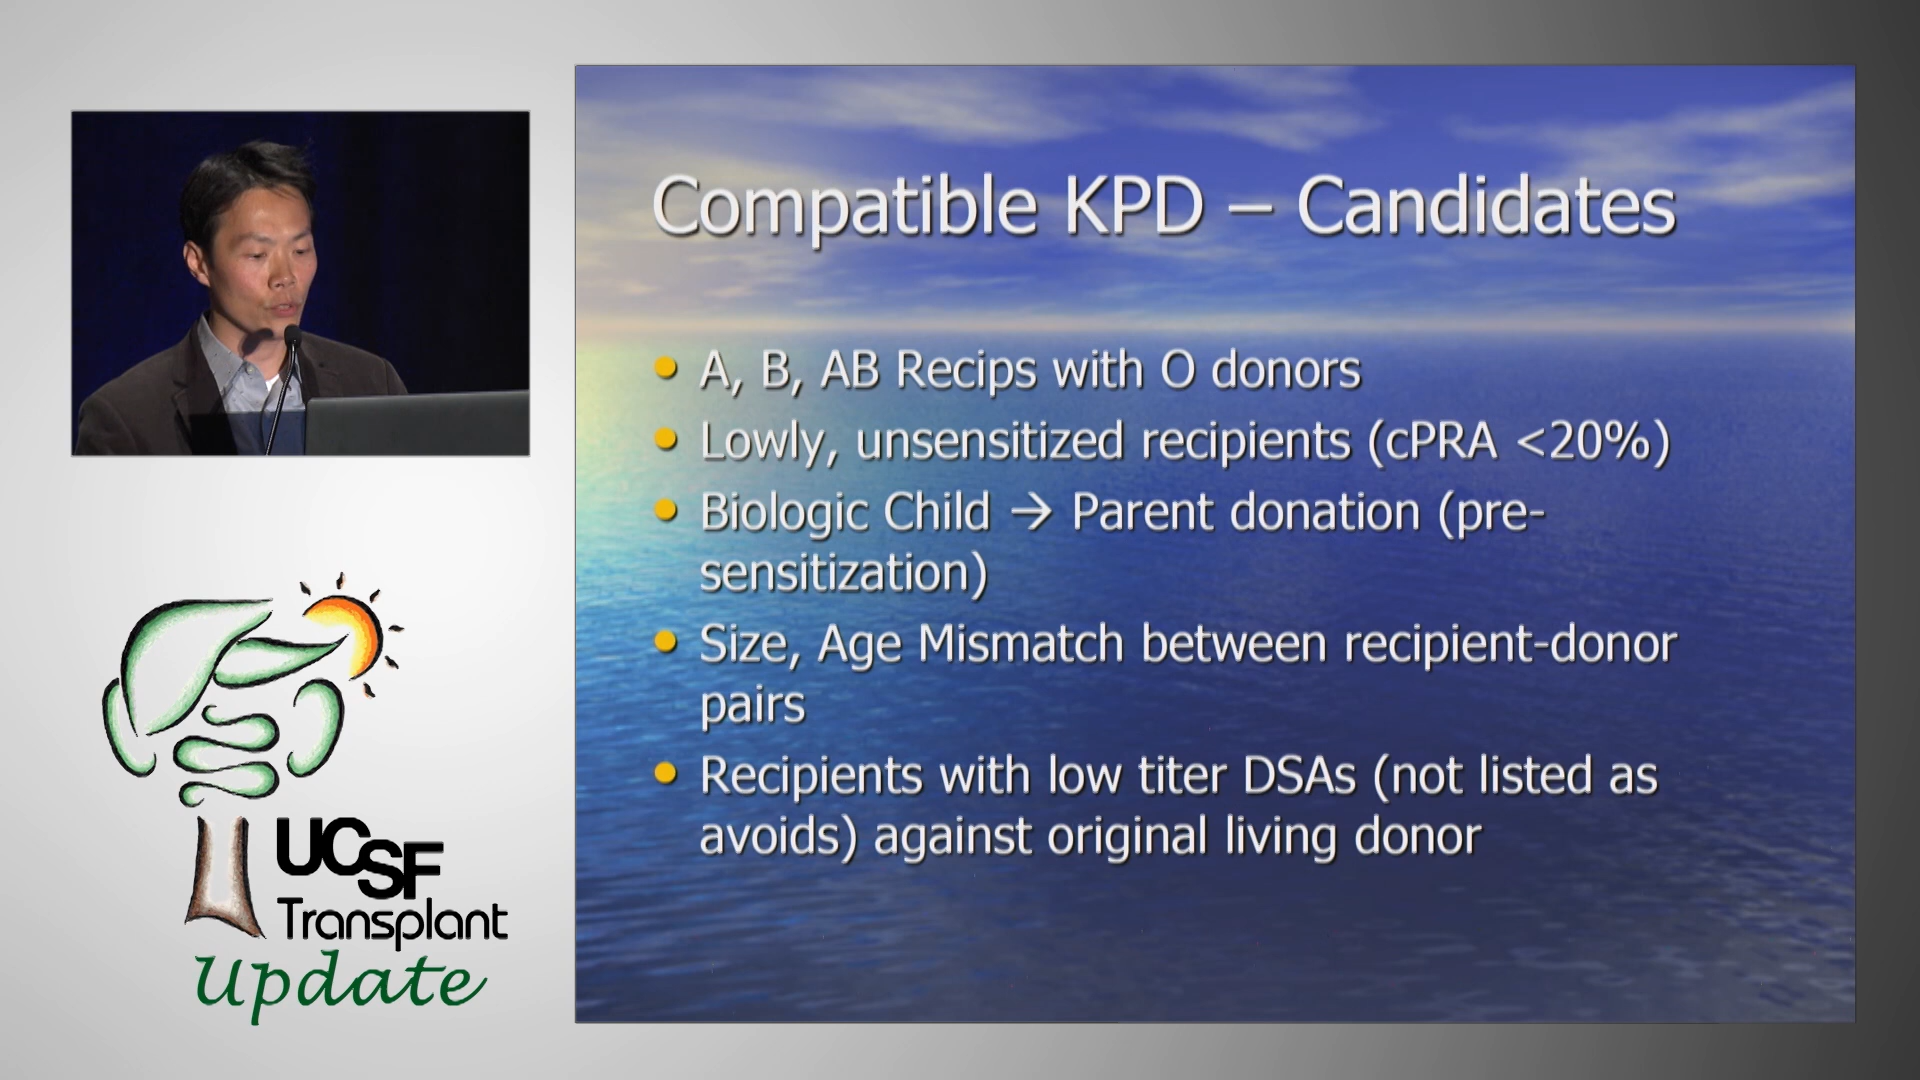 Compatible KPD – Candidates
A, B, AB Recips with O donors
Lowly, unsensitized recipients (cPRA <20%)
Biologic Child → Parent donation (pre-
sensitization)
Size, Age Mismatch between recipient-donor
pairs
Recipients with low titer DSAs (not listed as
avoids) against original living donor
UCSF
Transplant
Update